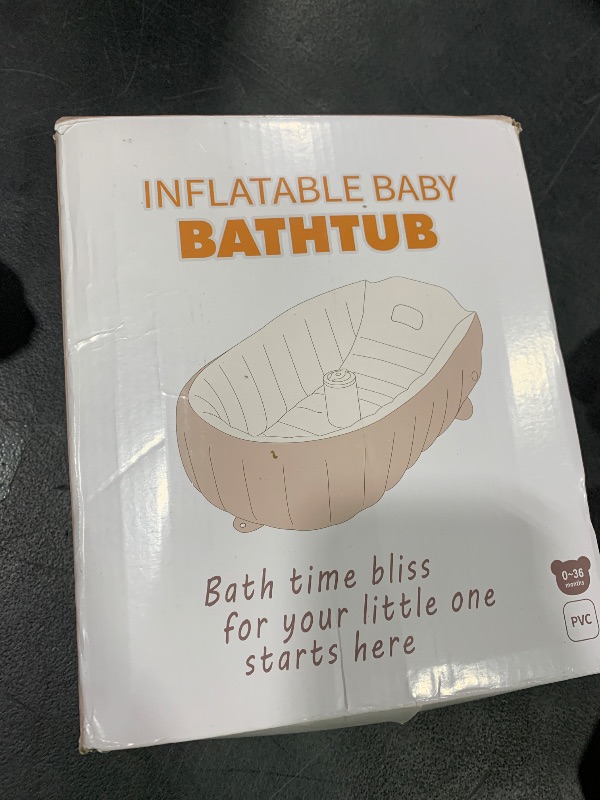 INFLATABLE BABY
BATHTUB
Bath time bliss
for your little one
starts here
0~36
months
PVC